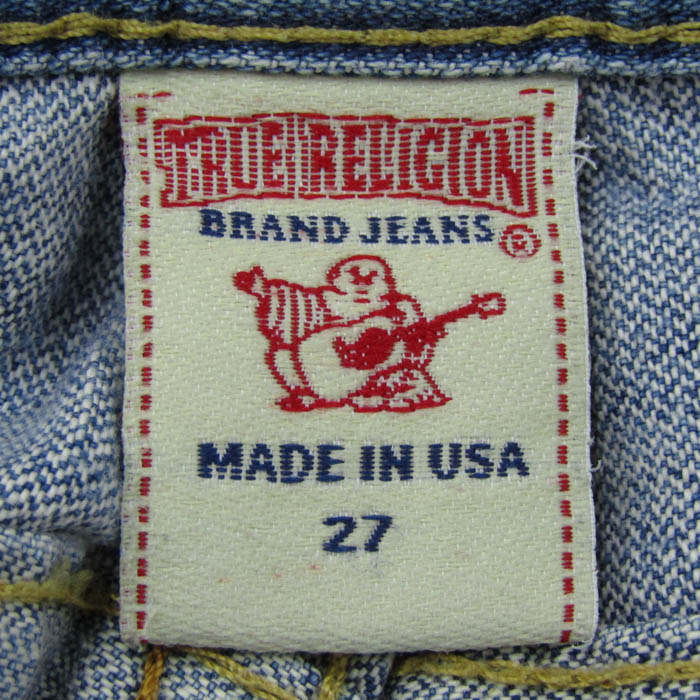 TRUE RELIGION
BRAND JEANS ®
MADE IN USA
27